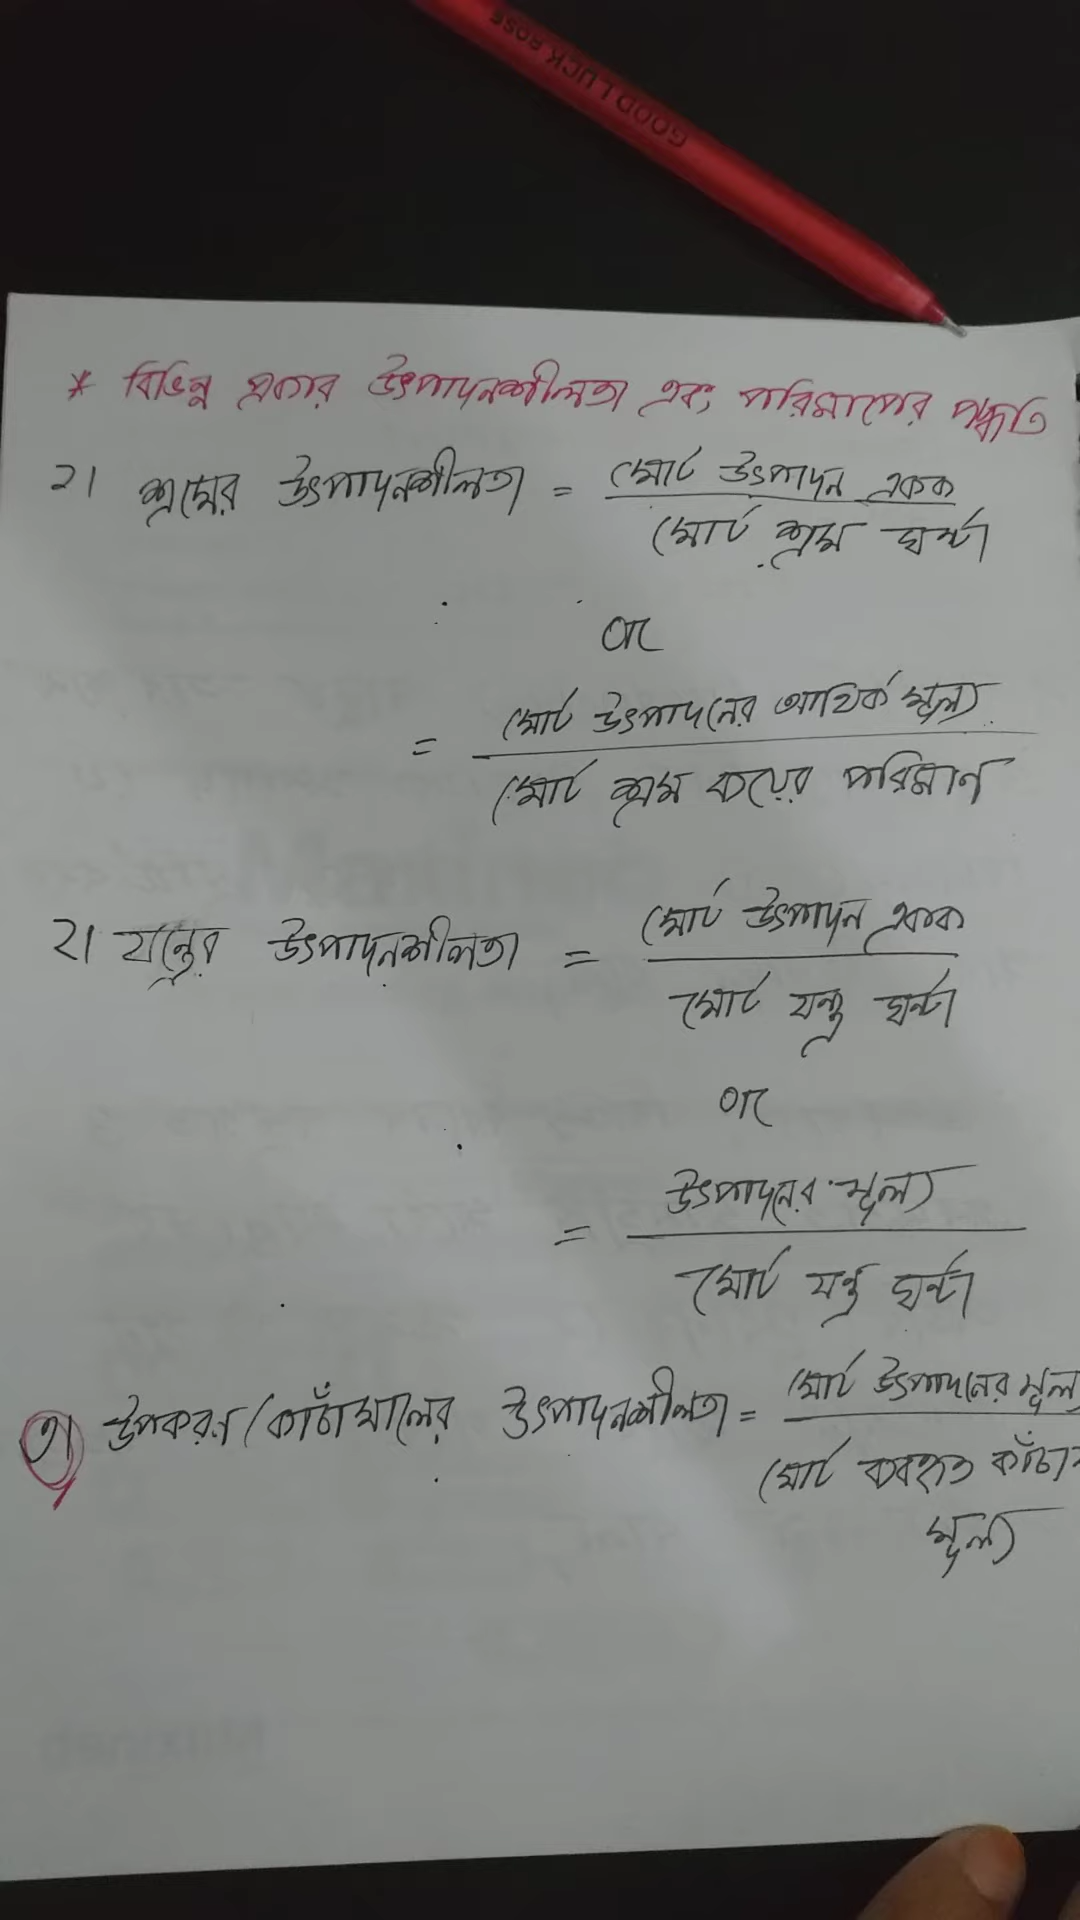 GOOD LUCK ROSE
* বিভিন্ন প্রকার উৎপাদনশীলতা এবং পরিমাপের পদ্ধতি
১। শ্রমের উৎপাদনশীলতা = মোট উৎপাদন একক
মোট শ্রম ঘন্টা
or
= মোট উৎপাদনের আর্থিক মূল্য
মোট শ্রম ব্যয়ের পরিমাণ
২। যন্ত্রের উৎপাদনশীলতা = মোট উৎপাদন একক
মোট যন্ত্র ঘন্টা
or
= উৎপাদনের মূল্য
মোট যন্ত্র ঘন্টা
৩। উপকরণ/কাঁচামালের উৎপাদনশীলতা = মোট উৎপাদনের মূল্য
মোট ব্যবহৃত কাঁচা
মূল্য